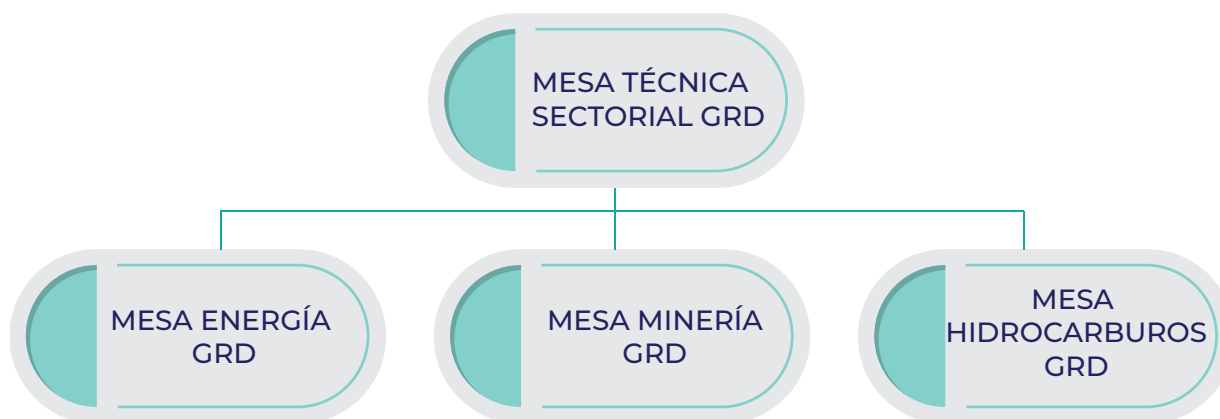 MESA TÉCNICA
SECTORIAL GRD
MESA ENERGÍA
GRD
MESA MINERÍA
GRD
MESA
HIDROCARBUROS
GRD